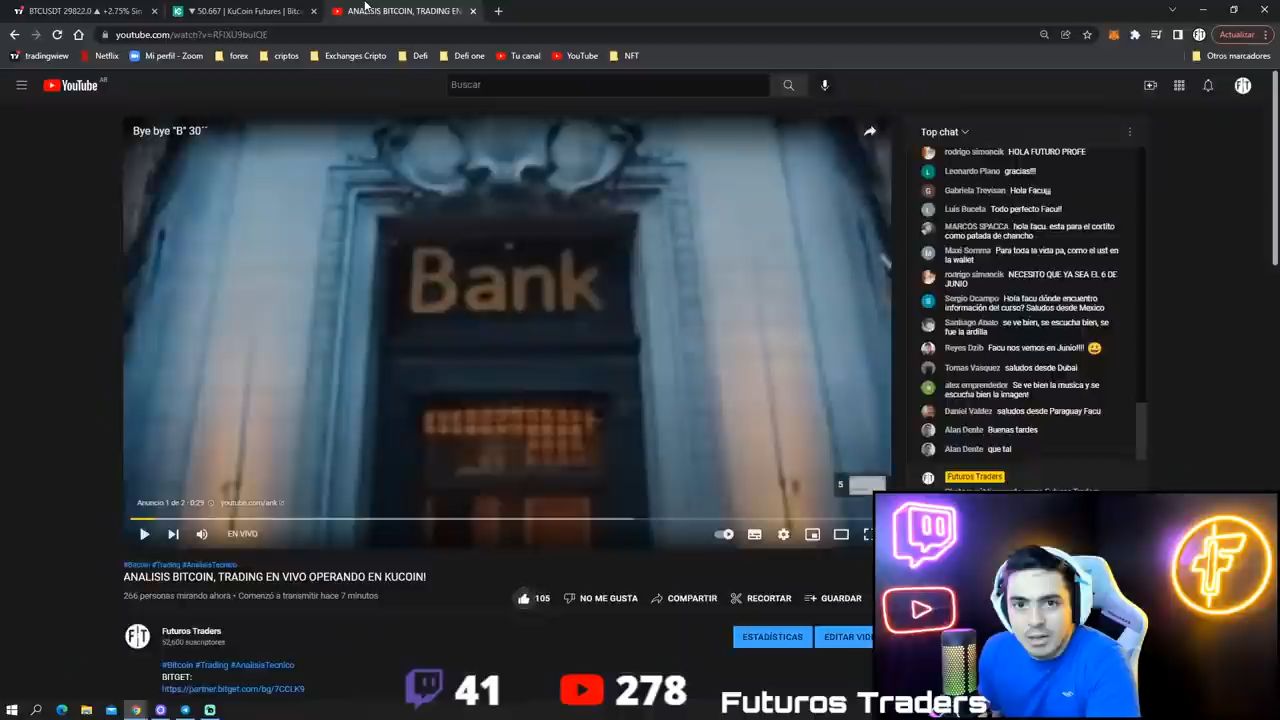 BTCUSDT 29822.0 ▲ +2.75% Sin
▼ 50.667 | KuCoin Futures | Bitco
ANALISIS BITCOIN, TRADING EN
youtube.com/watch?v=RFIXU9buIQE
Actualizar
tradingview
Netflix
Mi perfil - Zoom
forex
criptos
Exchanges Cripto
Defi
Defi one
Tu canal
YouTube
NFT
Otros marcadores
YouTube AR
Buscar
Bye bye "B" 30´´
Bank
Anuncio 1 de 2 · 0:29
youtube.com/ank
5
EN VIVO
Top chat
rodrigo simoncik HOLA FUTURO PROFE
Leonardo Plano gracias!!!
Gabriela Trevisan Hola Facu¡¡¡
Luis Buceta Todo perfecto Facu!!
MARCOS SPACCA hola facu. esta para el cortito
como patada de chancho
Maxi Somma Para toda la vida pa, como el ust en
la wallet
rodrigo simoncik NECESITO QUE YA SEA EL 6 DE
JUNIO
Sergio Ocampo Hola facu dónde encuentro
información del curso? Saludos desde Mexico
Santiago Abato se ve bien, se escucha bien, se
fue la ardilla
Reyes Dzib Facu nos vemos en Junio!!!!
Tomas Vasquez saludos desde Dubai
alex emprendedor Se ve bien la musica y se
escucha bien la imagen!
Daniel Valdez saludos desde Paraguay Facu
Alan Dente Buenas tardes
Alan Dente que tal
Futuros Traders
#Bitcoin #Trading #AnalisisTecnico
ANALISIS BITCOIN, TRADING EN VIVO OPERANDO EN KUCOIN!
266 personas mirando ahora • Comenzó a transmitir hace 7 minutos
105
NO ME GUSTA
COMPARTIR
RECORTAR
GUARDAR
Futuros Traders
52,600 suscriptores
ESTADÍSTICAS
EDITAR VID
#Bitcoin #Trading #AnalisisTecnico
BITGET:
https://partner.bitget.com/bg/7CCLK9
41
278
Futuros Traders